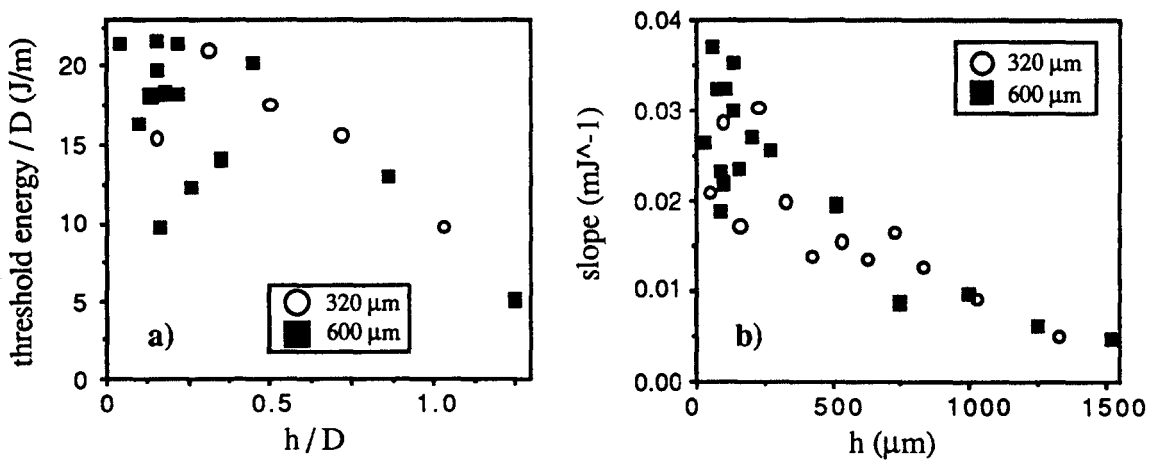 threshold energy / D (J/m)
20
15
10
5
0
0
0.5
1.0
h / D
320 µm
600 µm
a)
slope (mJ^-1)
0.04
0.03
0.02
0.01
0.00
0
500
1000
1500
h (µm)
320 µm
600 µm
b)